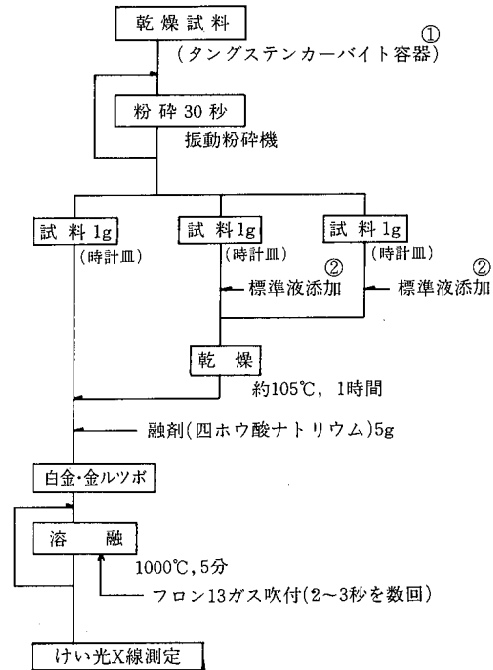 乾燥試料
①
(タングステンカーバイト容器)
粉砕30秒
振動粉砕機
試料1g
試料1g
試料1g
(時計皿)
(時計皿)
(時計皿)
②
②
標準液添加
標準液添加
乾燥
約105℃, 1時間
融剤(四ホウ酸ナトリウム)5g
白金・金ルツボ
溶融
1000℃,5分
フロン13ガス吹付(2〜3秒を数回)
けい光X線測定